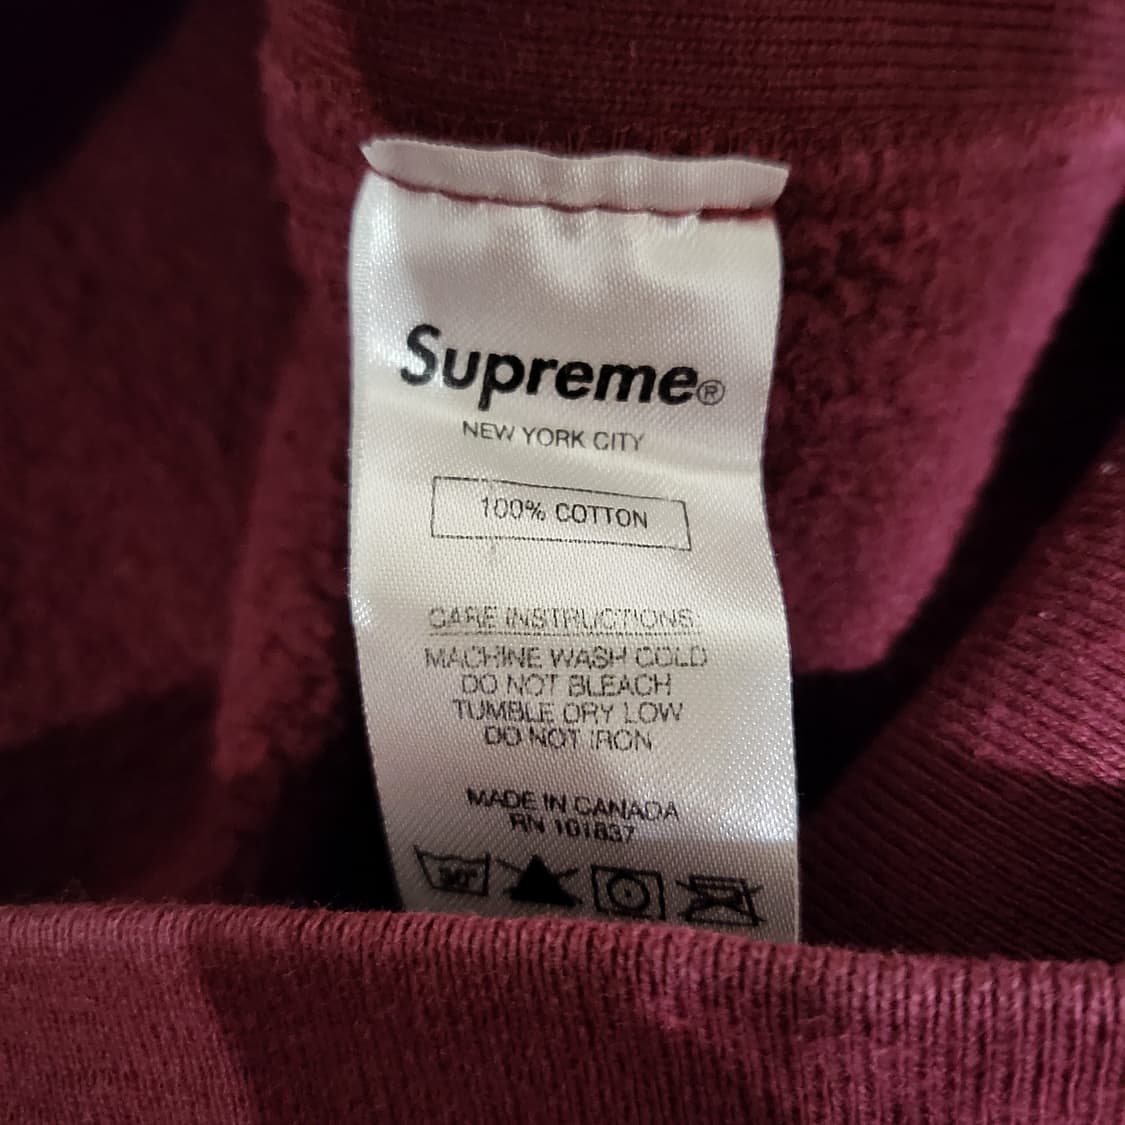 Supreme®
NEW YORK CITY
100% COTTON
CARE INSTRUCTIONS
MACHINE WASH COLD
DO NOT BLEACH
TUMBLE DRY LOW
DO NOT IRON
MADE IN CANADA
RN 101837
30°